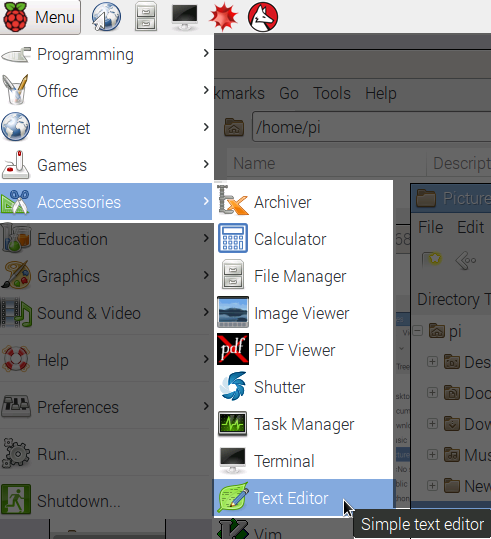 Menu
Programming
Office
Internet
Games
Accessories
Education
Graphics
Sound & Video
Help
Preferences
Run...
Shutdown...
Archiver
Calculator
File Manager
Image Viewer
pdf
PDF Viewer
Shutter
Task Manager
Terminal
Text Editor
Vim
Simple text editor
kmarks Go Tools Help
/home/pi
Name Descript
Picture
File Edit
Directory T
pi
Des
Doc
Dow
Mus
New